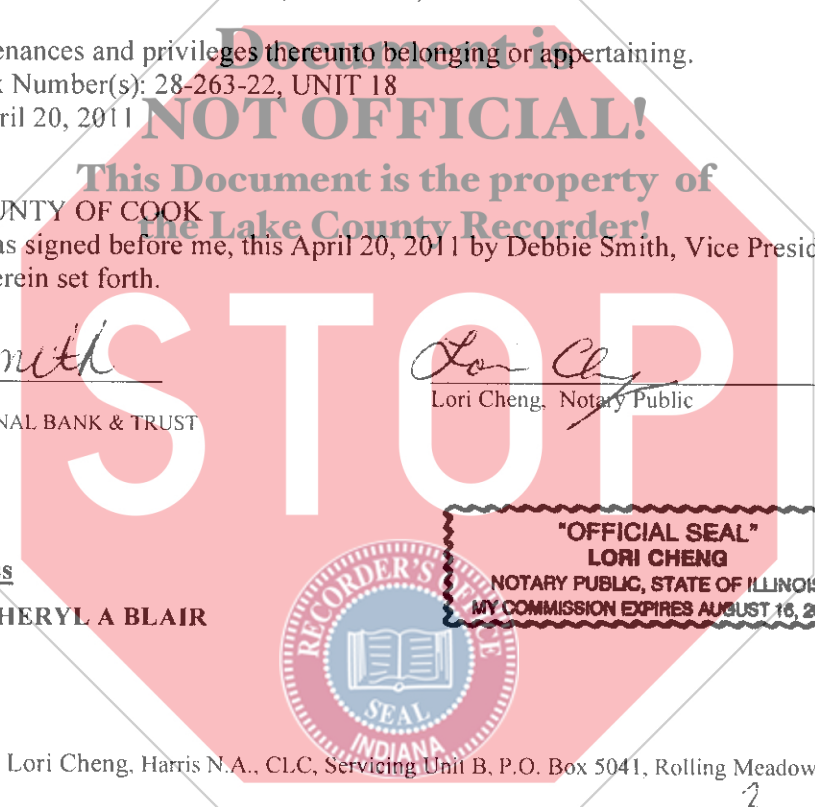 Document is
enances and privileges thereunto belonging or appertaining.
Number(s): 28-263-22, UNIT 18
ril 20, 2011
NOT OFFICIAL!
This Document is the property of
UNTY OF COOK
the Lake County Recorder!
as signed before me, this April 20, 2011 by Debbie Smith, Vice Presid
erein set forth.
STOP
mith
Lori Cheng, Notary Public
NAL BANK & TRUST
"OFFICIAL SEAL"
LORI CHENG
NOTARY PUBLIC, STATE OF ILLINOIS
MY COMMISSION EXPIRES AUGUST 16, 20
ss
HERYL A BLAIR
RECORDER'S OFFICE
SEAL
INDIANA
Lori Cheng, Harris N.A., CLC, Servicing Unit B, P.O. Box 5041, Rolling Meadow
2